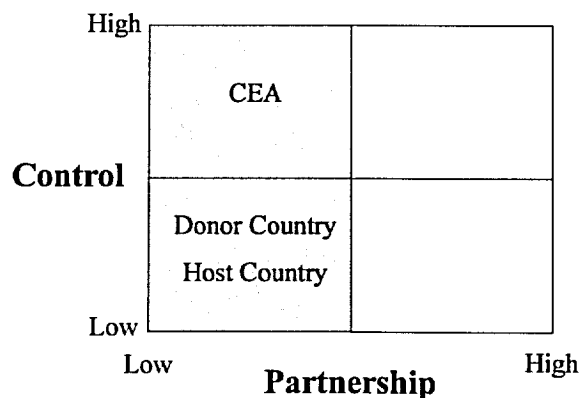 High
CEA
Control
Donor Country
Host Country
Low
Low
High
Partnership